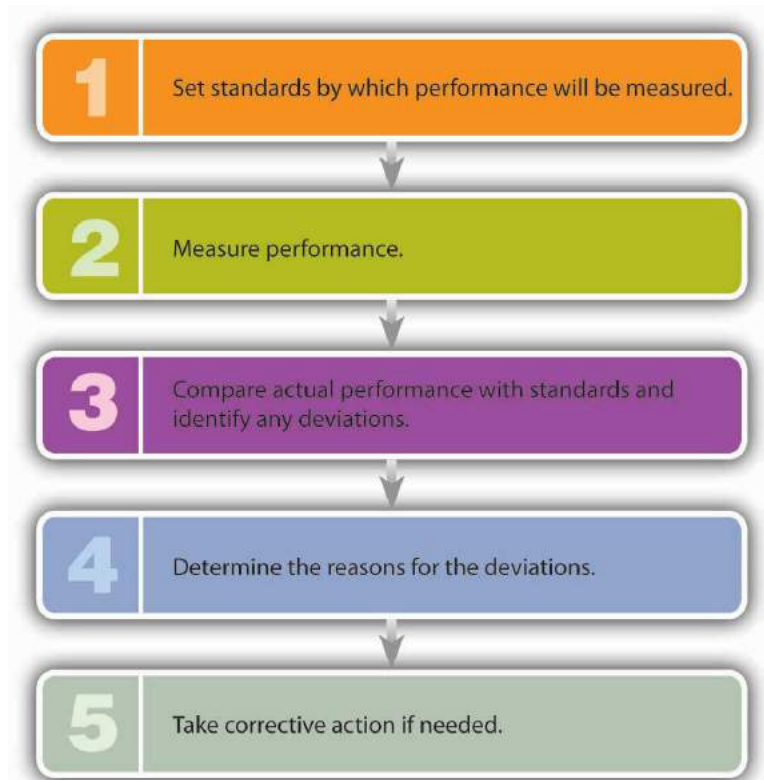 1
Set standards by which performance will be measured.
2
Measure performance.
3
Compare actual performance with standards and
identify any deviations.
4
Determine the reasons for the deviations.
5
Take corrective action if needed.